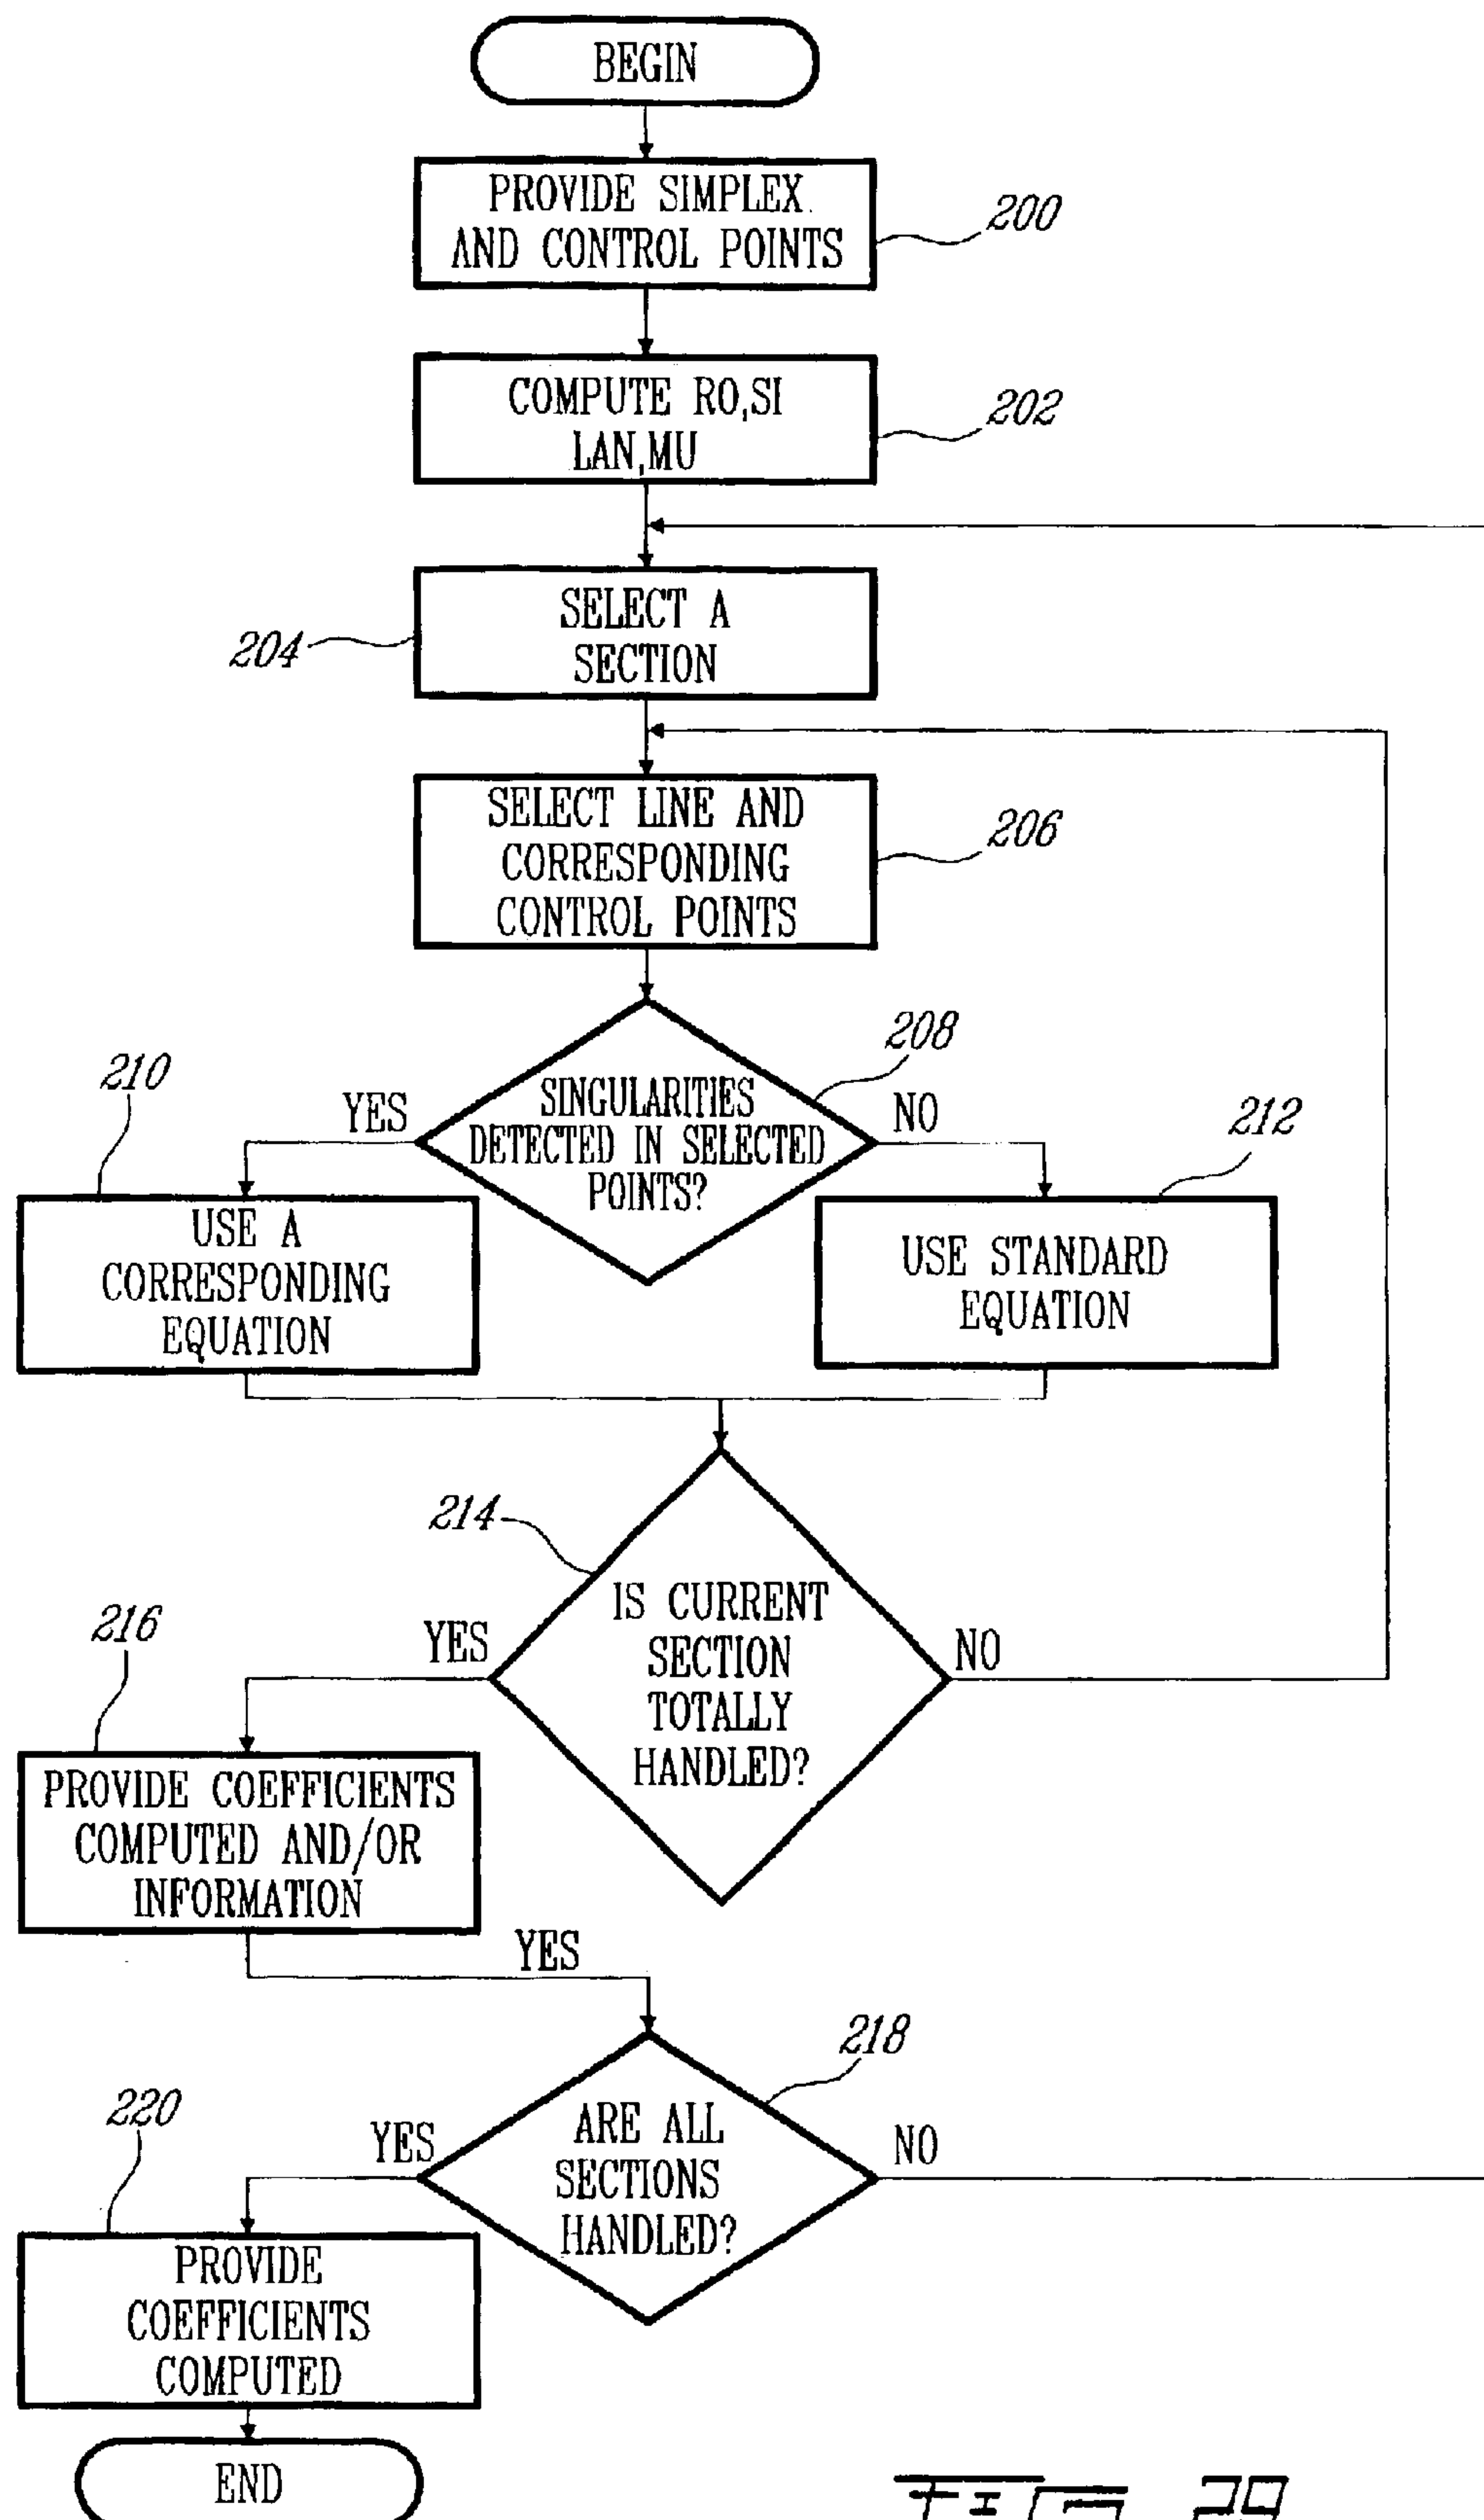 BEGIN
PROVIDE SIMPLEX
AND CONTROL POINTS
200
COMPUTE RO,SI
LAN,MU
202
SELECT A
SECTION
204
SELECT LINE AND
CORRESPONDING
CONTROL POINTS
206
208
SINGULARITIES
DETECTED IN SELECTED
POINTS?
YES
NO
210
USE A
CORRESPONDING
EQUATION
212
USE STANDARD
EQUATION
214
IS CURRENT
SECTION
TOTALLY
HANDLED?
YES
NO
216
PROVIDE COEFFICIENTS
COMPUTED AND/OR
INFORMATION
YES
218
ARE ALL
SECTIONS
HANDLED?
YES
NO
220
PROVIDE
COEFFICIENTS
COMPUTED
END